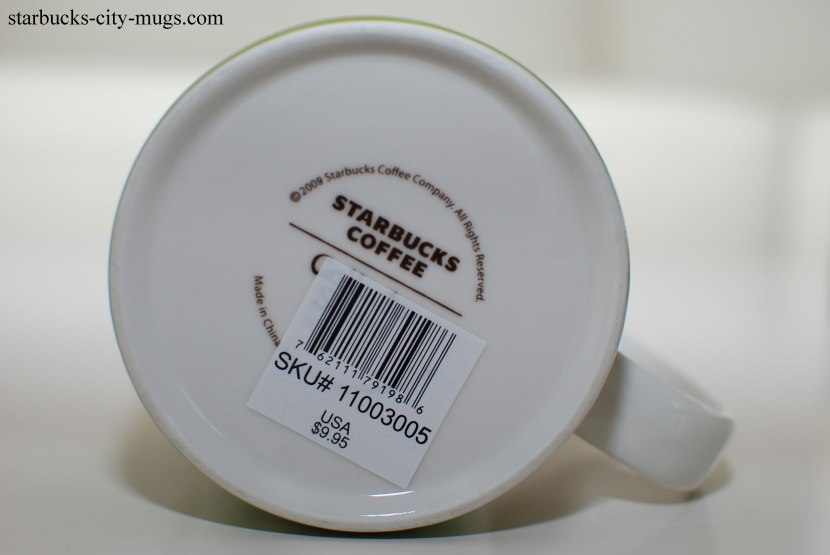 starbucks-city-mugs.com
©2009 Starbucks Coffee Company. All Rights Reserved.
STARBUCKS
COFFEE
Made in China
7 62111 79198 6
SKU# 11003005
USA
$9.95